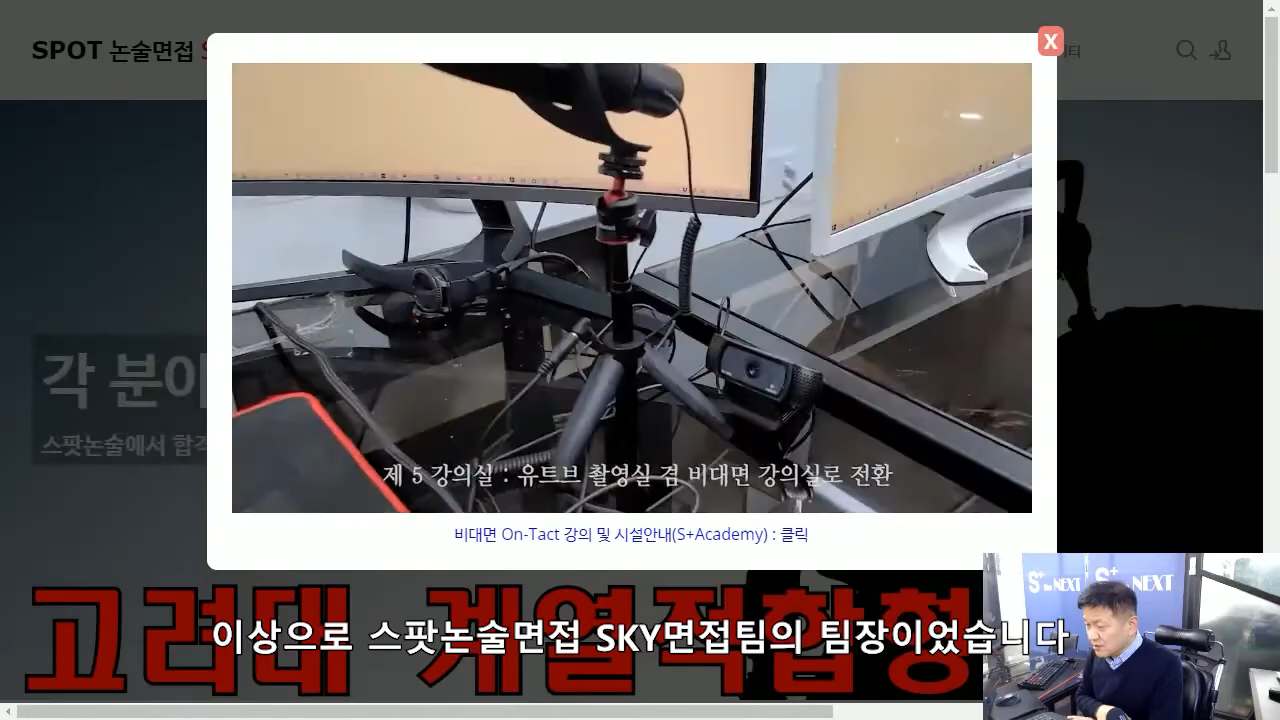 SPOT 논술면접 S
X
티
각 분야
스팟논술에서 합격
제 5 강의실 : 유트브 촬영실 겸 비대면 강의실로 전환
비대면 On-Tact 강의 및 시설안내(S+Academy) : 클릭
고려대 계열적합형
이상으로 스팟논술면접 SKY면접팀의 팀장이었습니다
S+ for NEXT
S+ for NEXT